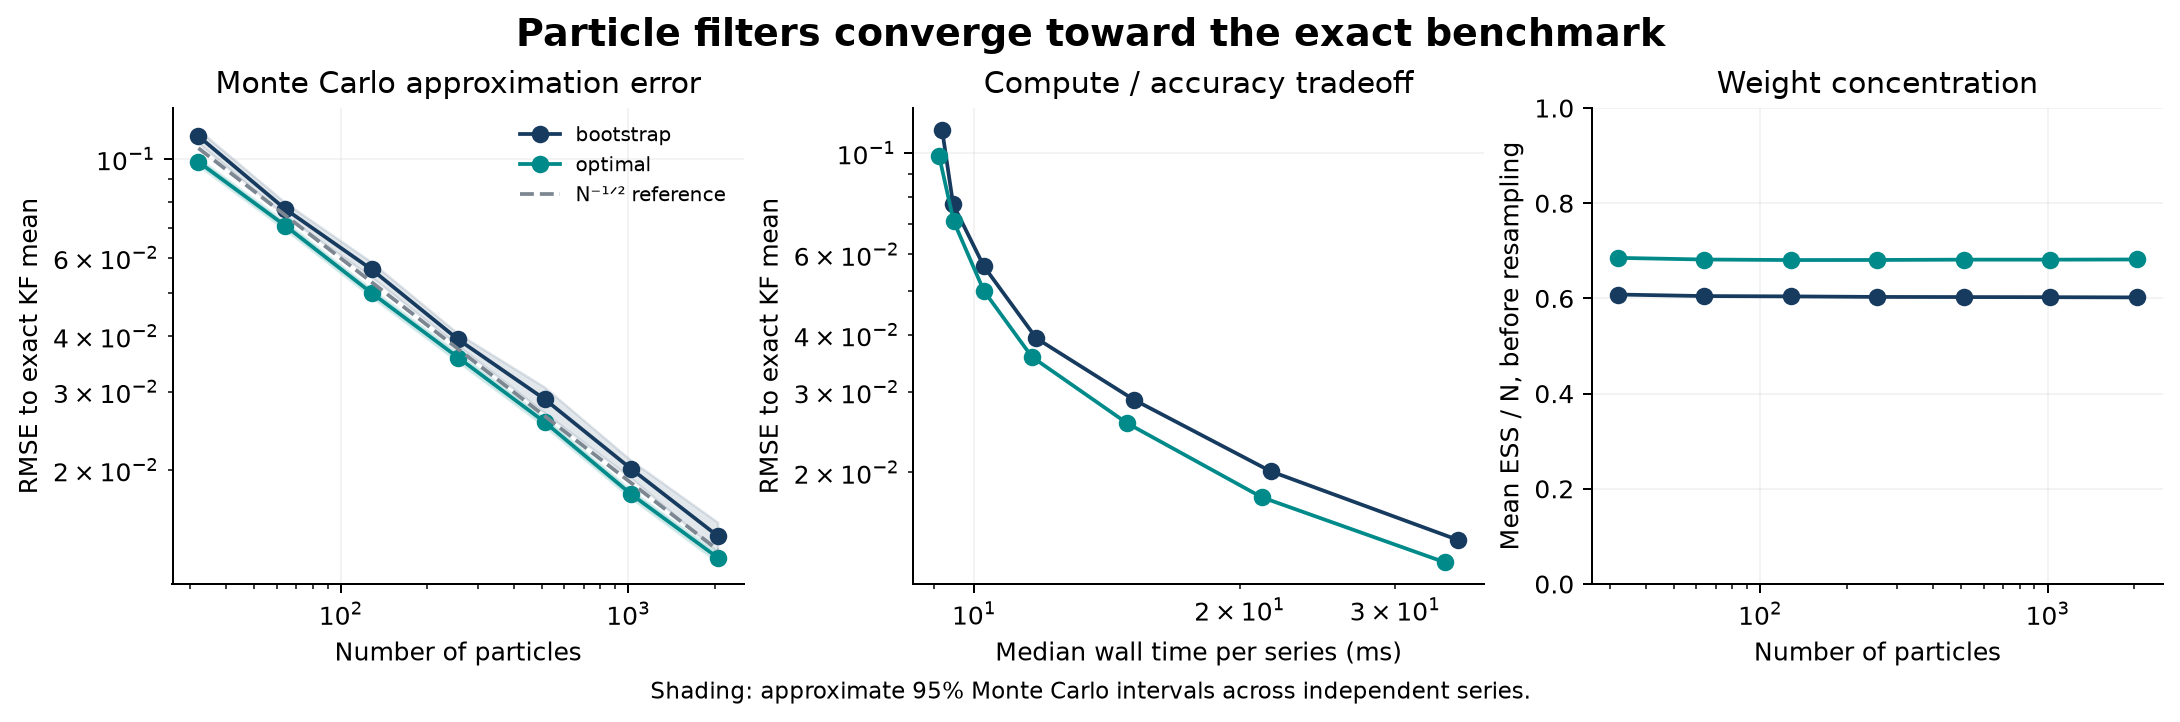 Particle filters converge toward the exact benchmark
Monte Carlo approximation error
RMSE to exact KF mean
10⁻¹
6 × 10⁻²
4 × 10⁻²
3 × 10⁻²
2 × 10⁻²
bootstrap
optimal
N⁻¹ᐟ² reference
10²
10³
Number of particles
Compute / accuracy tradeoff
RMSE to exact KF mean
10⁻¹
6 × 10⁻²
4 × 10⁻²
3 × 10⁻²
2 × 10⁻²
10¹
2 × 10¹
3 × 10¹
Median wall time per series (ms)
Weight concentration
Mean ESS / N, before resampling
1.0
0.8
0.6
0.4
0.2
0.0
10²
10³
Number of particles
Shading: approximate 95% Monte Carlo intervals across independent series.